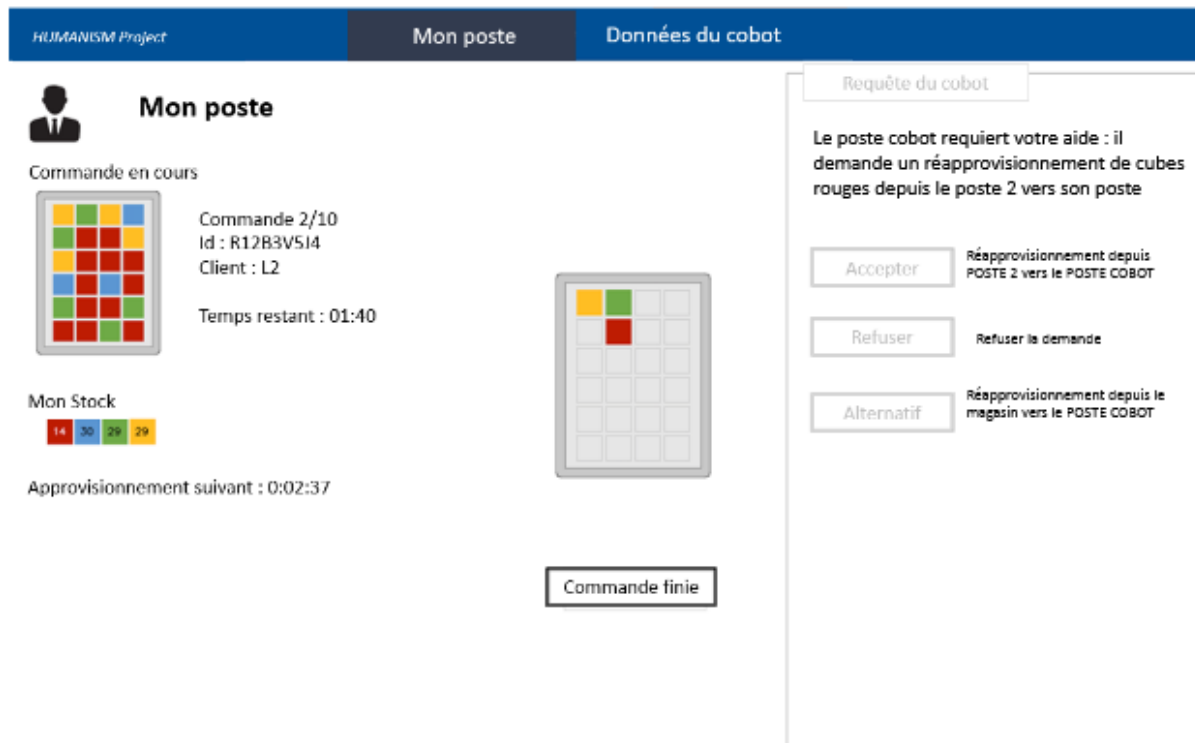 HUMANISM Project
Mon poste
Données du cobot
Mon poste
Commande en cours
Commande 2/10
Id : R12B3V5J4
Client : L2
Temps restant : 01:40
Mon Stock
14 30 29 29
Approvisionnement suivant : 0:02:37
Commande finie
Requête du cobot
Le poste cobot requiert votre aide : il
demande un réapprovisionnement de cubes
rouges depuis le poste 2 vers son poste
Accepter
Réapprovisionnement depuis
POSTE 2 vers le POSTE COBOT
Refuser
Refuser la demande
Alternatif
Réapprovisionnement depuis le
magasin vers le POSTE COBOT